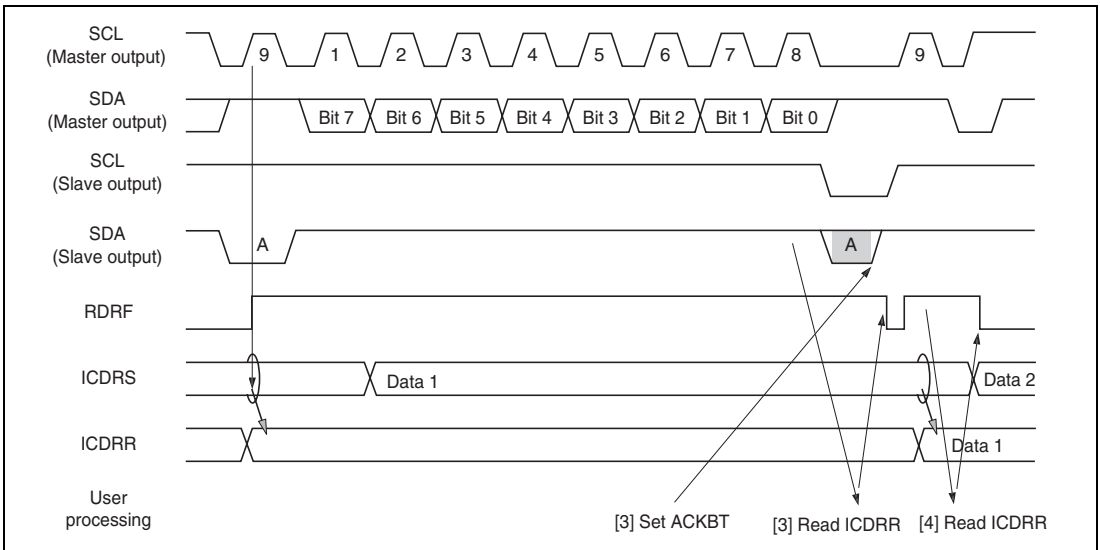 SCL
(Master output)
9 1 2 3 4 5 6 7 8 9
SDA
(Master output)
Bit 7 Bit 6 Bit 5 Bit 4 Bit 3 Bit 2 Bit 1 Bit 0
SCL
(Slave output)
SDA
(Slave output)
A A
RDRF
ICDRS
Data 1 Data 2
ICDRR
Data 1
User
processing
[3] Set ACKBT [3] Read ICDRR [4] Read ICDRR